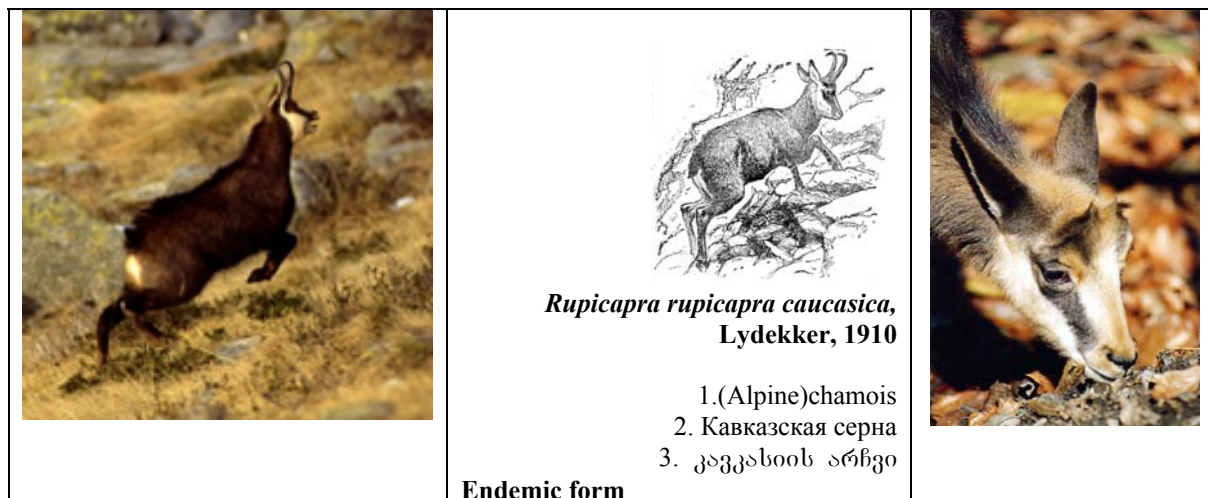 Rupicapra rupicapra caucasica,
Lydekker, 1910
1.(Alpine)chamois
2. Кавказская серна
3. კავკასიის არჩვი
Endemic form